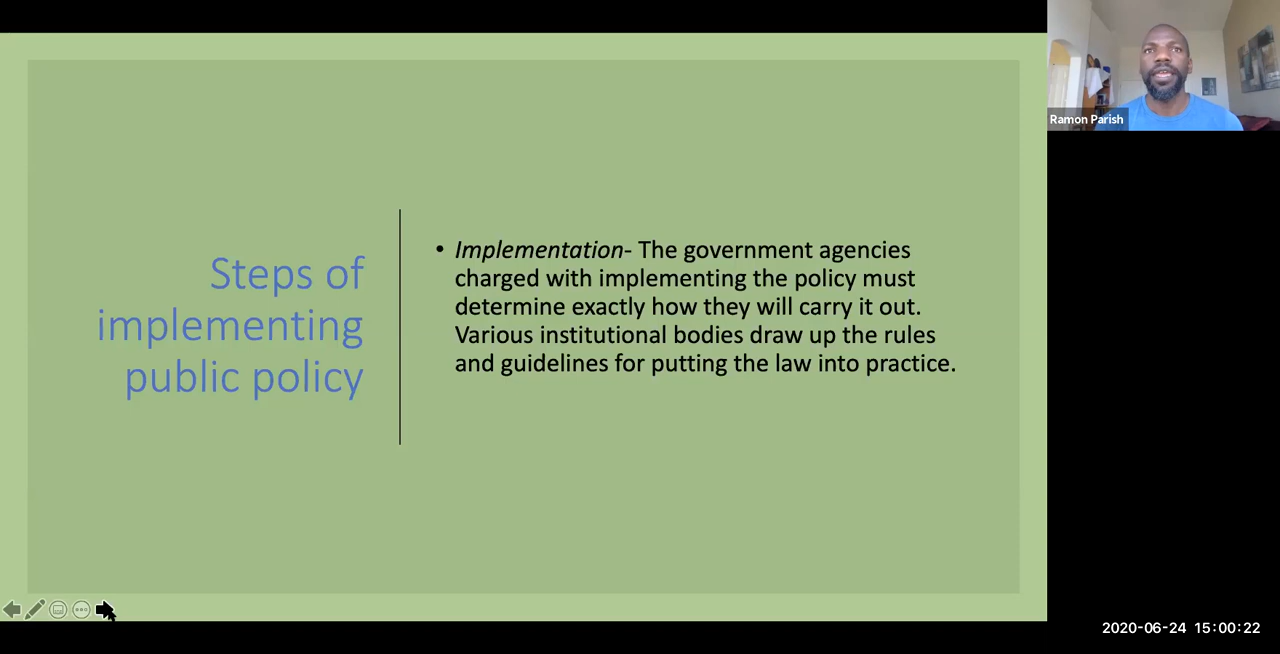 Steps of
implementing
public policy
• Implementation- The government agencies
charged with implementing the policy must
determine exactly how they will carry it out.
Various institutional bodies draw up the rules
and guidelines for putting the law into practice.
Ramon Parish
2020-06-24 15:00:22